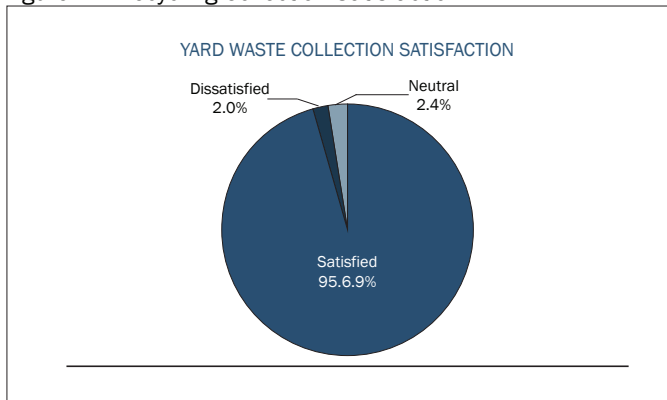 YARD WASTE COLLECTION SATISFACTION
Dissatisfied
2.0%
Neutral
2.4%
Satisfied
95.6.9%